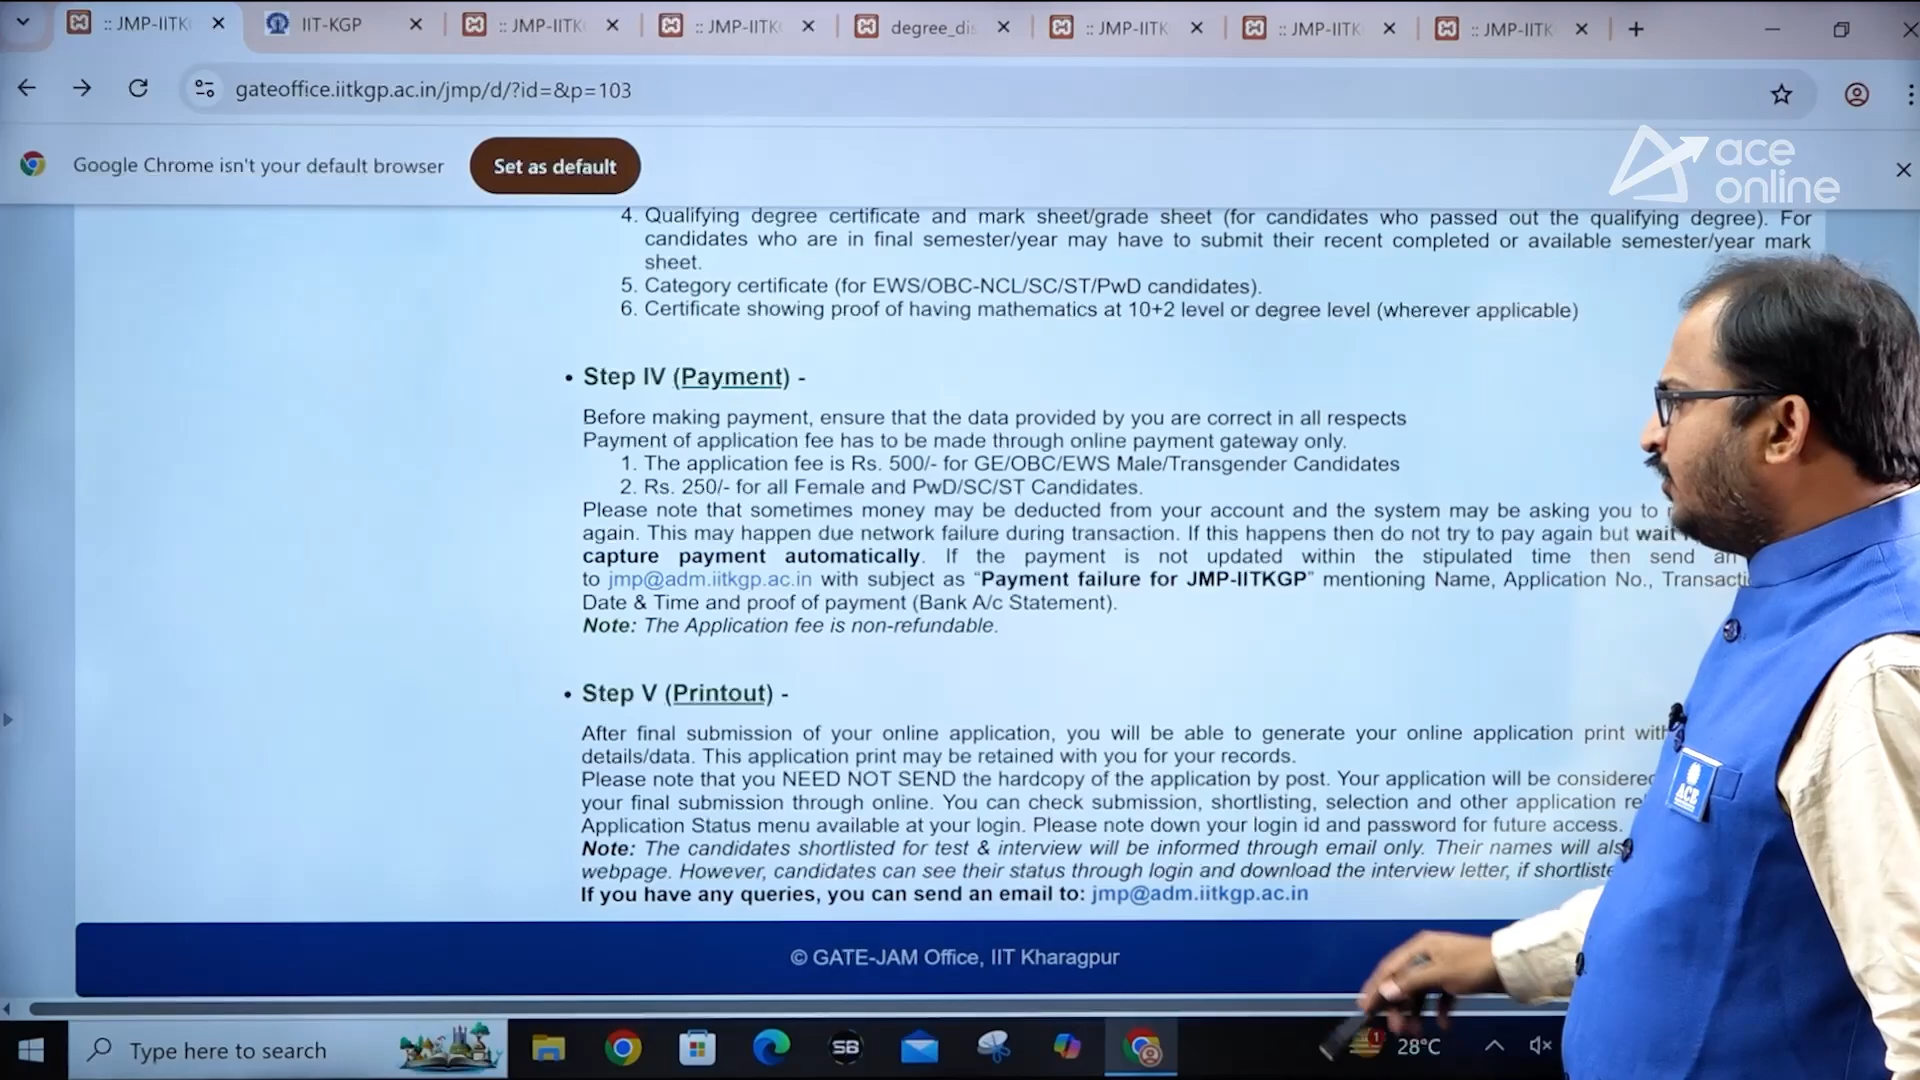 :: JMP-IITK
IIT-KGP
:: JMP-IITK
:: JMP-IITK
degree_dis
:: JMP-IITK
:: JMP-IITK
:: JMP-IITK
gateoffice.iitkgp.ac.in/jmp/d/?id=&p=103
Google Chrome isn't your default browser
Set as default
ace
online
4. Qualifying degree certificate and mark sheet/grade sheet (for candidates who passed out the qualifying degree). For
candidates who are in final semester/year may have to submit their recent completed or available semester/year mark
sheet.
5. Category certificate (for EWS/OBC-NCL/SC/ST/PwD candidates).
6. Certificate showing proof of having mathematics at 10+2 level or degree level (wherever applicable)
• Step IV (Payment) -
Before making payment, ensure that the data provided by you are correct in all respects
Payment of application fee has to be made through online payment gateway only.
1. The application fee is Rs. 500/- for GE/OBC/EWS Male/Transgender Candidates
2. Rs. 250/- for all Female and PwD/SC/ST Candidates.
Please note that sometimes money may be deducted from your account and the system may be asking you to
again. This may happen due network failure during transaction. If this happens then do not try to pay again but wait
capture payment automatically. If the payment is not updated within the stipulated time then send an
to jmp@adm.iitkgp.ac.in with subject as “Payment failure for JMP-IITKGP” mentioning Name, Application No., Transacti
Date & Time and proof of payment (Bank A/c Statement).
Note: The Application fee is non-refundable.
• Step V (Printout) -
After final submission of your online application, you will be able to generate your online application print with
details/data. This application print may be retained with you for your records.
Please note that you NEED NOT SEND the hardcopy of the application by post. Your application will be considered
your final submission through online. You can check submission, shortlisting, selection and other application re
Application Status menu available at your login. Please note down your login id and password for future access.
Note: The candidates shortlisted for test & interview will be informed through email only. Their names will als
webpage. However, candidates can see their status through login and download the interview letter, if shortliste
If you have any queries, you can send an email to: jmp@adm.iitkgp.ac.in
© GATE-JAM Office, IIT Kharagpur
ACE
Type here to search
SB
1
28°C